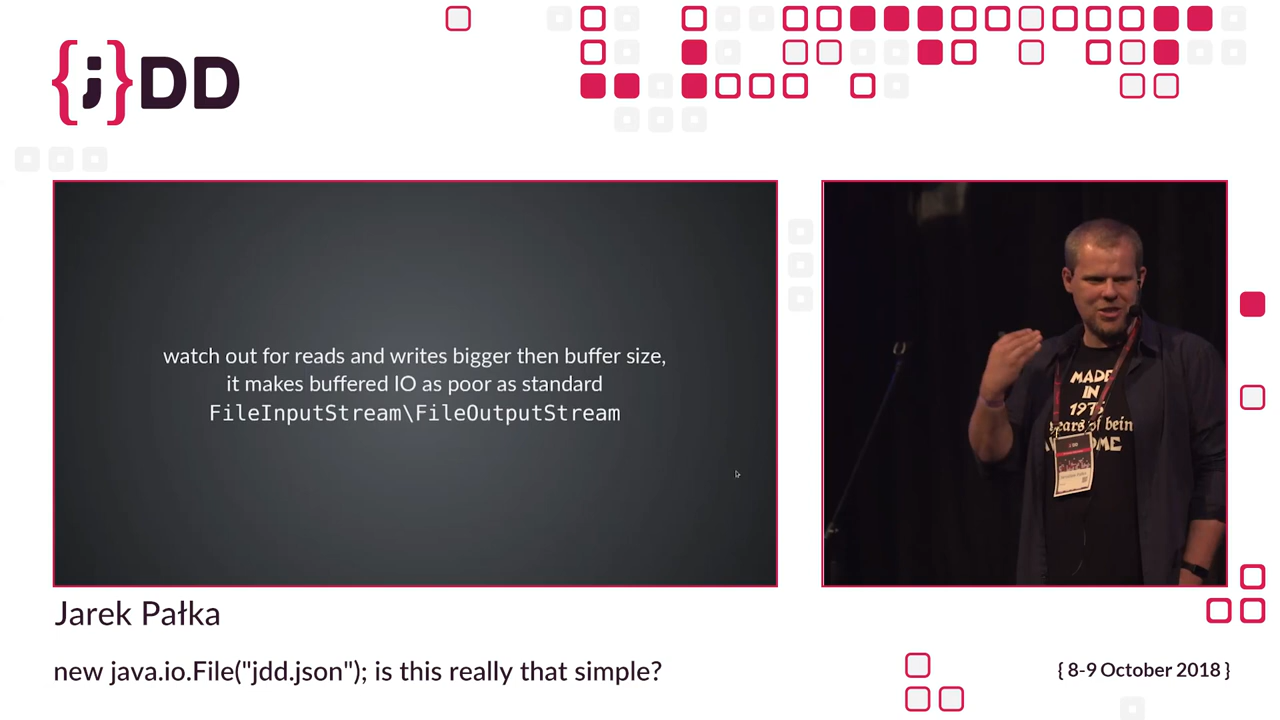 {;}DD
watch out for reads and writes bigger then buffer size,
it makes buffered IO as poor as standard
FileInputStream\FileOutputStream
MADE
IN
Jarek Pałka
new java.io.File("jdd.json"); is this really that simple?
{ 8-9 October 2018 }